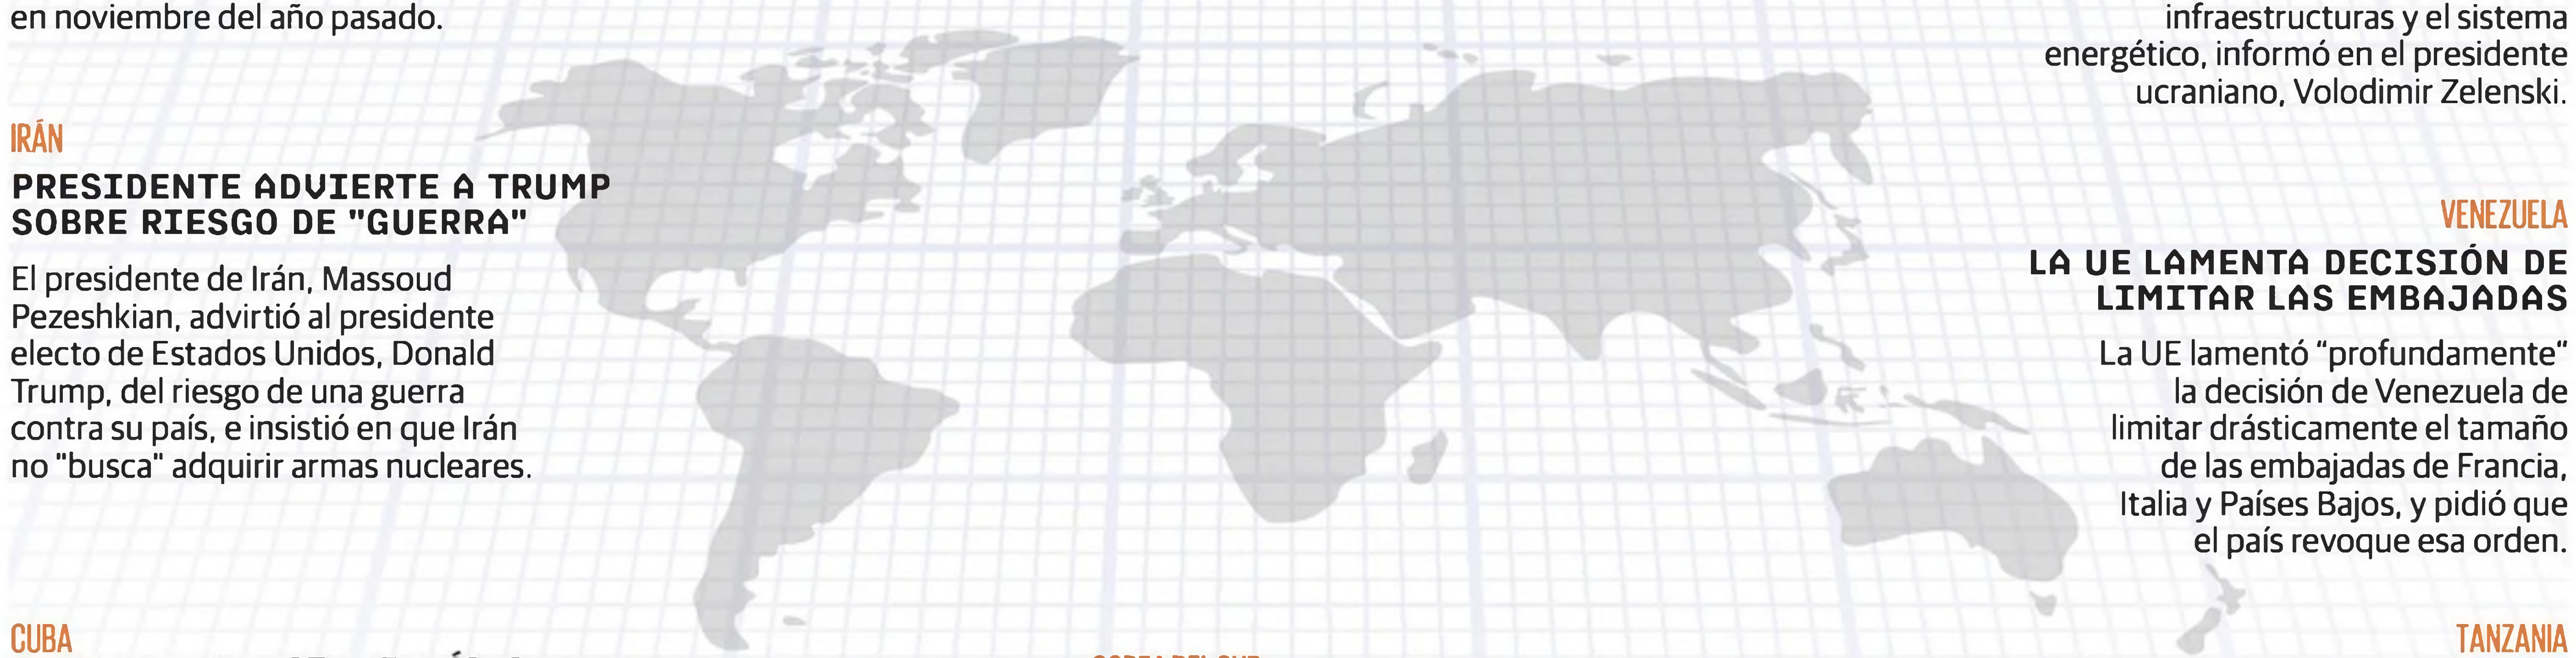 en noviembre del año pasado.
IRÁN
PRESIDENTE ADVIERTE A TRUMP
SOBRE RIESGO DE "GUERRA"
El presidente de Irán, Massoud
Pezeshkian, advirtió al presidente
electo de Estados Unidos, Donald
Trump, del riesgo de una guerra
contra su país, e insistió en que Irán
no "busca" adquirir armas nucleares.
CUBA
infraestructuras y el sistema
energético, informó en el presidente
ucraniano, Volodimir Zelenski.
VENEZUELA
LA UE LAMENTA DECISIÓN DE
LIMITAR LAS EMBAJADAS
La UE lamentó “profundamente”
la decisión de Venezuela de
limitar drásticamente el tamaño
de las embajadas de Francia,
Italia y Países Bajos, y pidió que
el país revoque esa orden.
TANZANIA